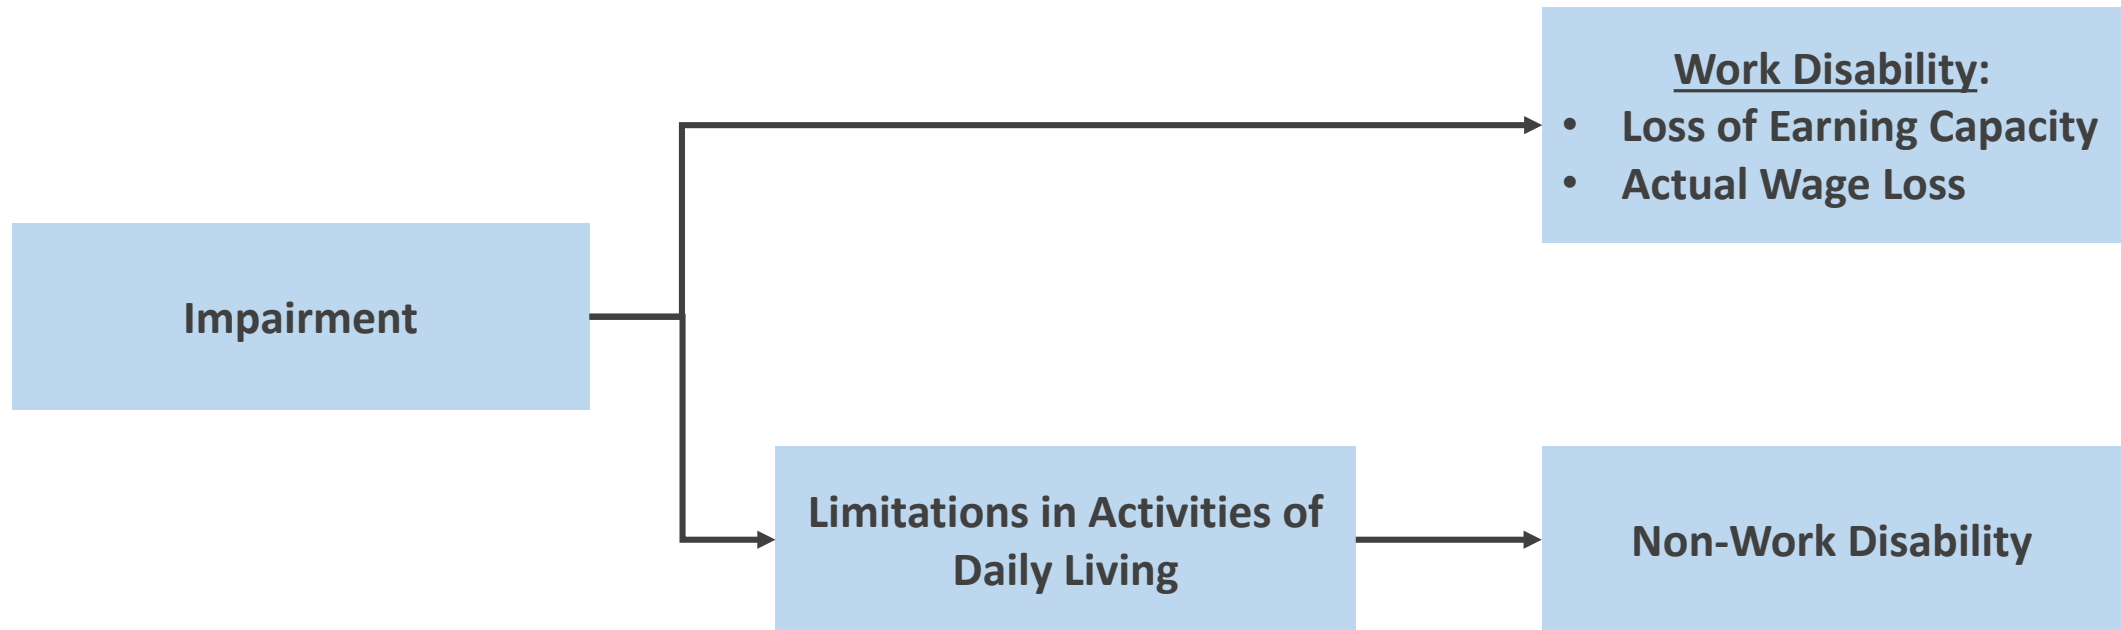 Work Disability:
• Loss of Earning Capacity
• Actual Wage Loss
Impairment
Limitations in Activities of
Daily Living
Non-Work Disability